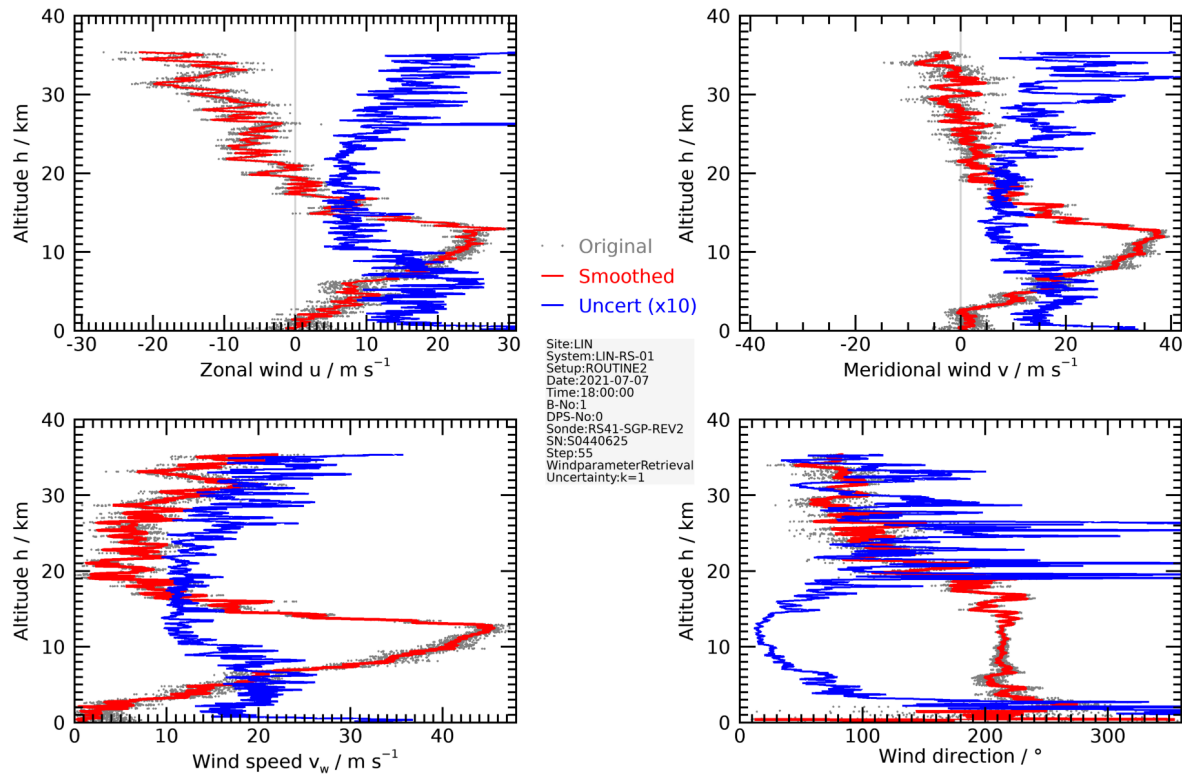 40
30
20
10
0
Altitude h / km
-30
-20
-10
0
10
20
30
Zonal wind u / m s⁻¹
40
30
20
10
0
Altitude h / km
-40
-20
0
20
40
Meridional wind v / m s⁻¹
Original
Smoothed
Uncert (x10)
Site:LIN
System:LIN-RS-01
Setup:ROUTINE2
Date:2021-07-07
Time:18:00:00
B-No:1
DPS-No:0
Sonde:RS41-SGP-REV2
SN:S0440625
Step:55
WindparameterRetrieval
Uncertainty:k=1
40
30
20
10
0
Altitude h / km
0
10
20
30
40
Wind speed v_w / m s⁻¹
40
30
20
10
0
Altitude h / km
0
100
200
300
Wind direction / °